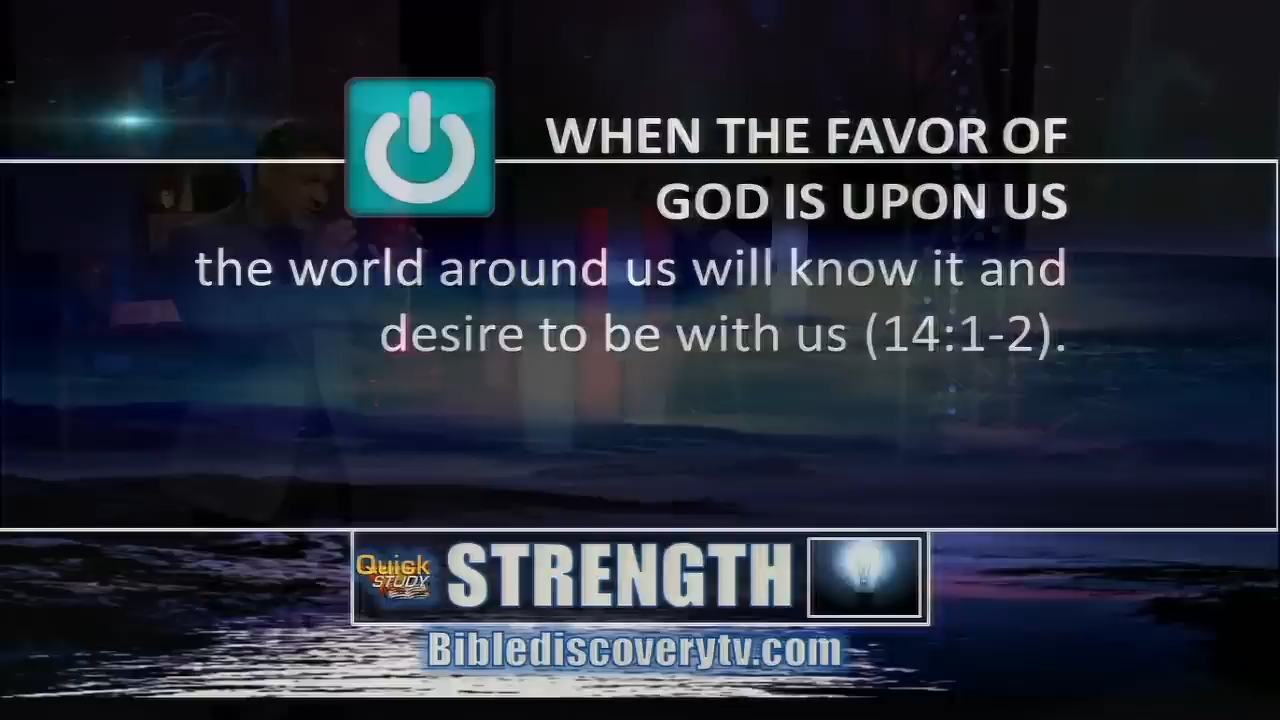 WHEN THE FAVOR OF
GOD IS UPON US
the world around us will know it and
desire to be with us (14:1-2).
Quick
STUDY
STRENGTH
Biblediscoverytv.com